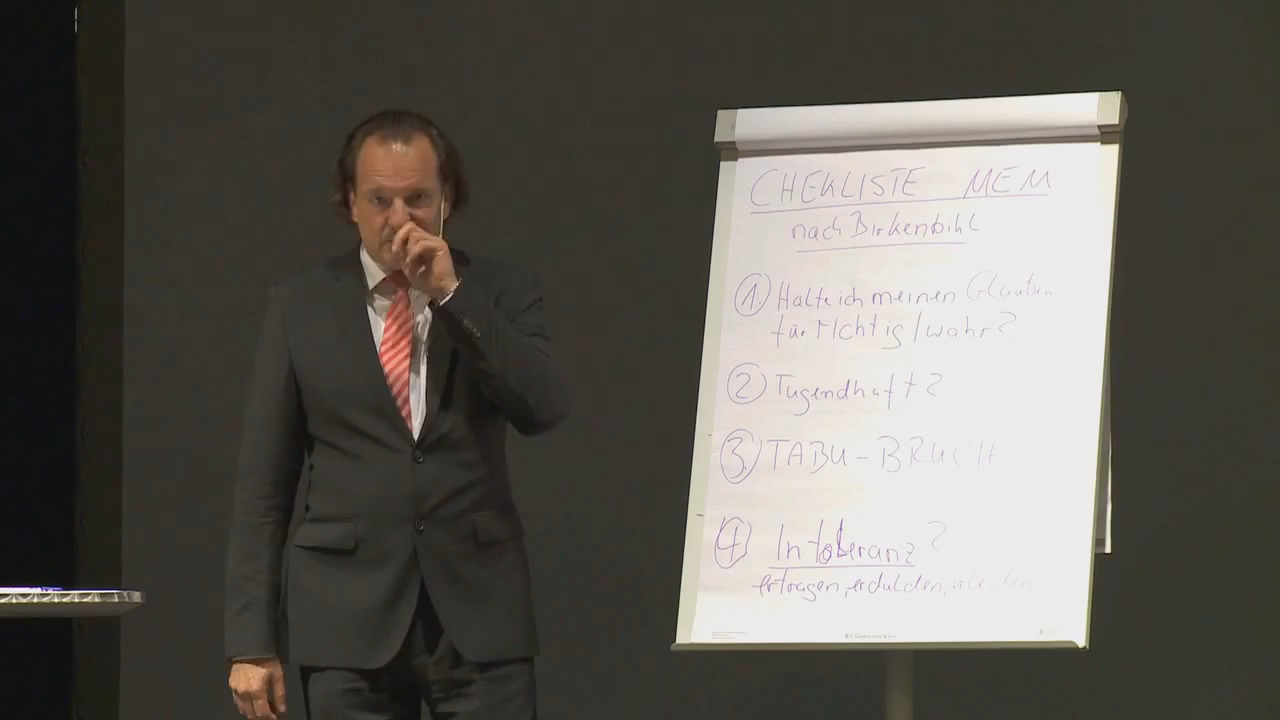 CHEKLISTE MEM
nach Birkenbihl
1. Halte ich meinen Glauben
für richtig/wahr?
2 Tugendhaft?
3. TABU-BRUCH
4 Intoleranz?
ertragen, erdulden,